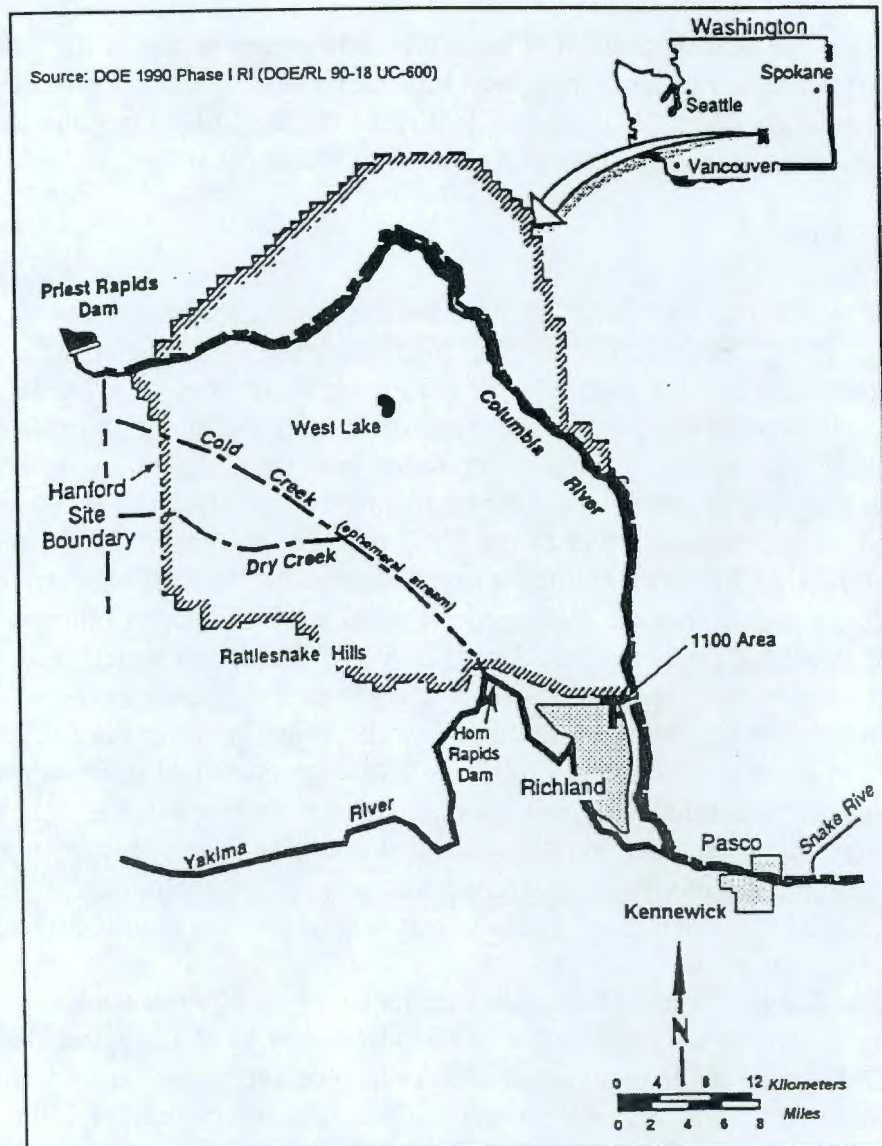 Washington
Source: DOE 1990 Phase I RI (DOE/RL 90-18 UC-600)
Spokane
Seattle
Vancouver
Priest Rapids
Dam
West Lake
Columbia
River
Cold
Creek
(ephemeral stream)
Hanford
Site
Boundary
Dry Creek
1100 Area
Rattlesnake Hills
Horn
Rapids
Dam
Richland
River
Yakima
Pasco
Snake Rive
Kennewick
N
0 4 8 12 Kilometers
0 2 4 6 8 Miles